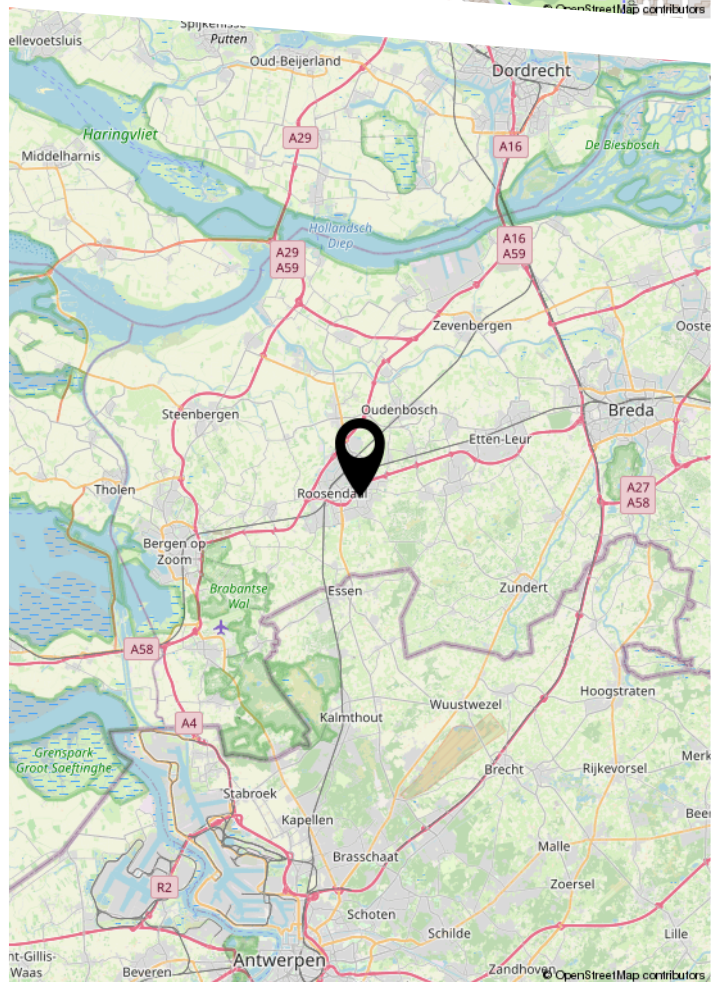 © OpenStreetMap contributors
Spijkenisse
ellevoetsluis
Putten
Oud-Beijerland
Dordrecht
A29
Haringvliet
A16
De Biesbosch
Middelharnis
Hollandsch
Diep
A16
A59
A29
A59
Zevenbergen
Ooste
Steenbergen
Oudenbosch
Breda
Etten-Leur
Tholen
Roosendaal
A27
A58
Bergen op
Zoom
Brabantse
Wal
Essen
Zundert
A58
Hoogstraten
Wuustwezel
Kalmthout
A4
Grenspark-
Groot Saeftinghe
Brecht
Rijkevorsel
Merk
Stabroek
Kapellen
Beer
Malle
Brasschaat
R2
Zoersel
Schoten
Schilde
Lille
nt-Gillis-
Waas
Beveren
Antwerpen
Zandhoven
© OpenStreetMap contributors